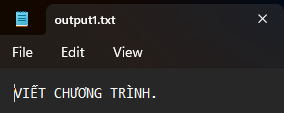 output1.txt
File Edit View
VIẾT CHƯƠNG TRÌNH.